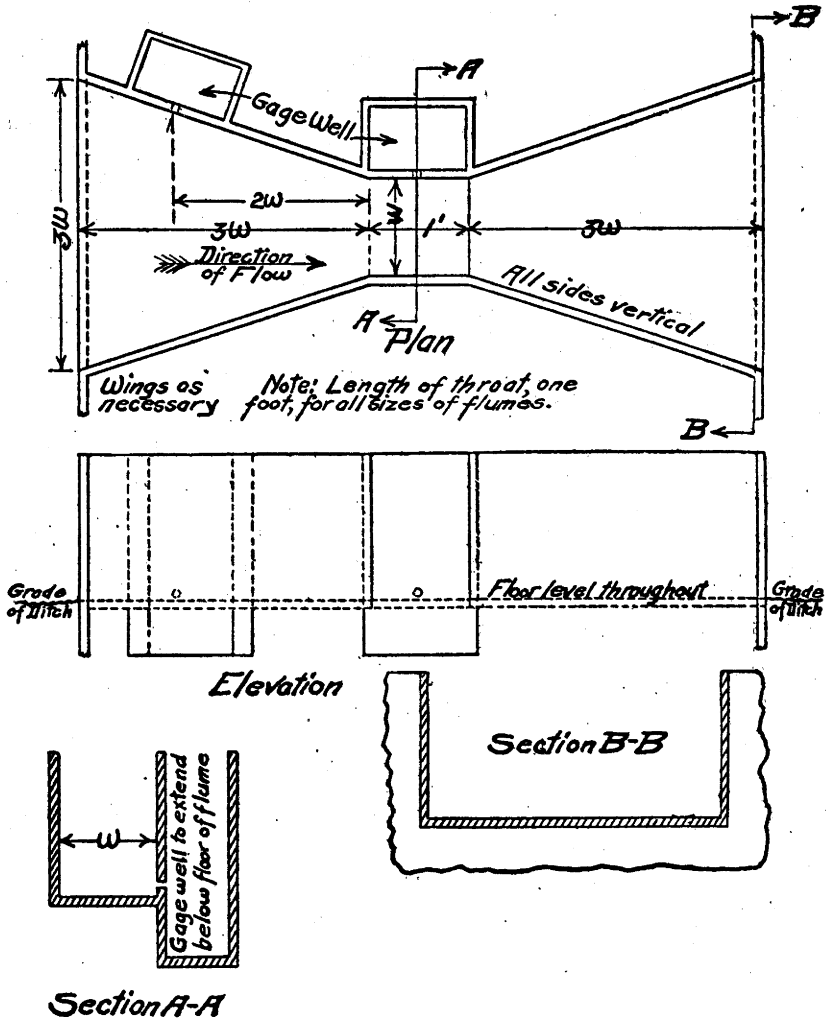 B
A
Gage Well
2W
3W
W
3W
1'
3W
Direction
of Flow
All sides vertical
A
Plan
Wings as
necessary
Note: Length of throat, one
foot, for all sizes of flumes.
B
Grade
of Ditch
Floor level throughout
Grade
of Ditch
Elevation
Section B-B
W
Gage well to extend
below floor of flume
Section A-A